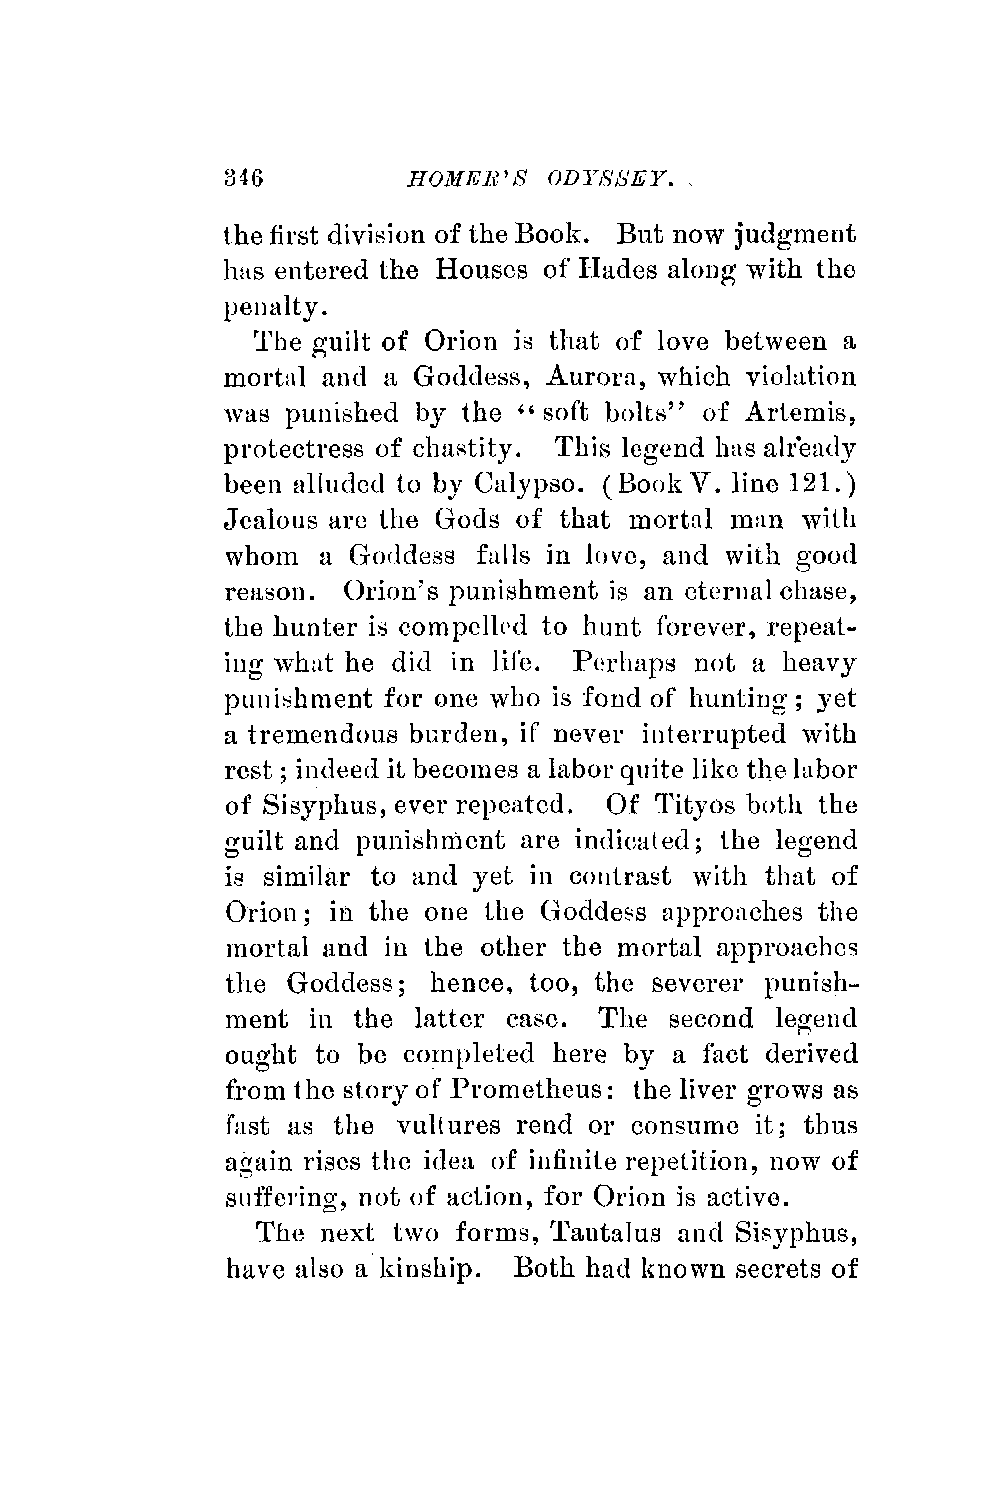 346 HOMER'S ODYSSEY.
the first division of the Book. But now judgment
has entered the Houses of Hades along with the
penalty.
The guilt of Orion is that of love between a
mortal and a Goddess, Aurora, which violation
was punished by the "soft bolts" of Artemis,
protectress of chastity. This legend has already
been alluded to by Calypso. (Book V. line 121.)
Jealous are the Gods of that mortal man with
whom a Goddess falls in love, and with good
reason. Orion's punishment is an eternal chase,
the hunter is compelled to hunt forever, repeat-
ing what he did in life. Perhaps not a heavy
punishment for one who is fond of hunting; yet
a tremendous burden, if never interrupted with
rest; indeed it becomes a labor quite like the labor
of Sisyphus, ever repeated. Of Tityos both the
guilt and punishment are indicated; the legend
is similar to and yet in contrast with that of
Orion; in the one the Goddess approaches the
mortal and in the other the mortal approaches
the Goddess; hence, too, the severer punish-
ment in the latter case. The second legend
ought to be completed here by a fact derived
from the story of Prometheus: the liver grows as
fast as the vultures rend or consume it; thus
again rises the idea of infinite repetition, now of
suffering, not of action, for Orion is active.
The next two forms, Tantalus and Sisyphus,
have also a kinship. Both had known secrets of